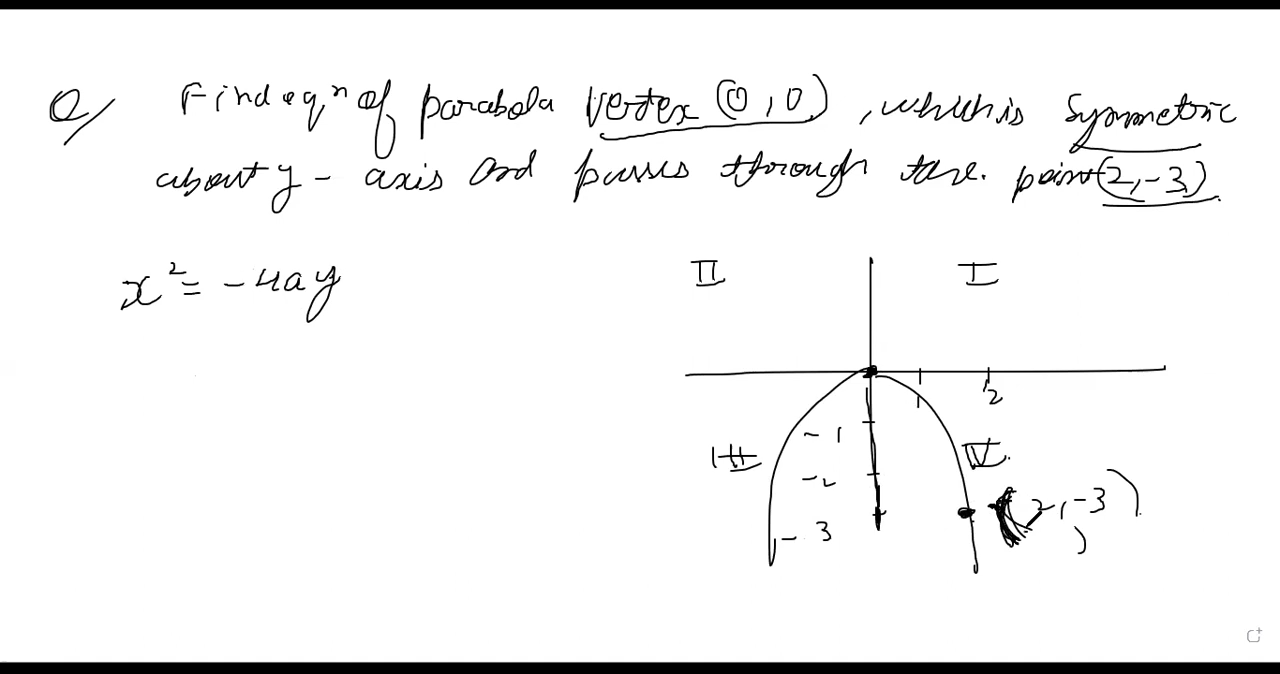 Q/ Find eqⁿ of parabola vertex (0,0), which is symmetric
about y-axis and passes through the point (2,-3).
x² = -4ay
II I
1 2
-1
III IV
-2
(2,-3)
-3